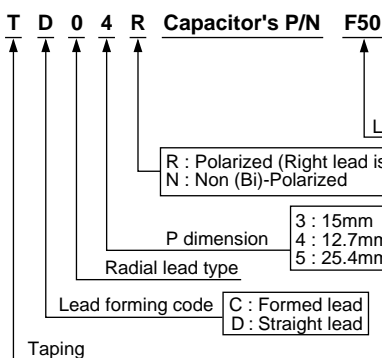 T D 0 4 R Capacitor's P/N F50
L
R : Polarized (Right lead is
N : Non (Bi)-Polarized
3 : 15mm
P dimension 4 : 12.7mm
5 : 25.4mm
Radial lead type
Lead forming code C : Formed lead
D : Straight lead
Taping